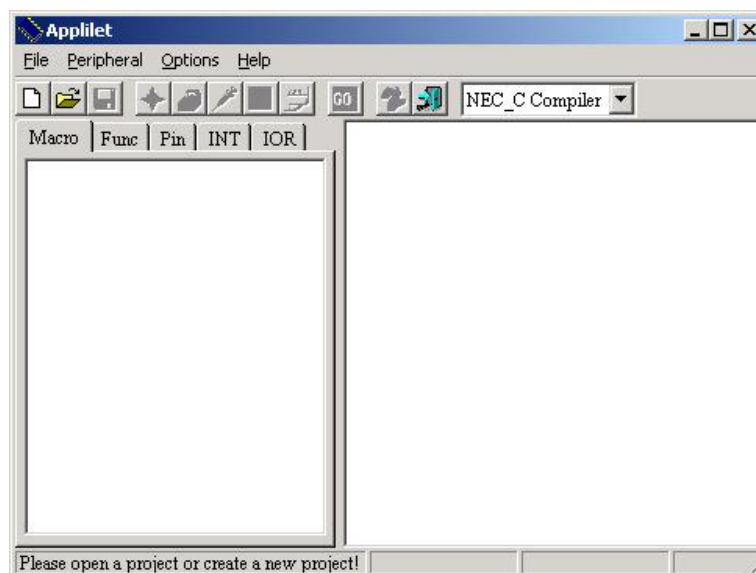 Applilet
File Peripheral Options Help
GO NEC_C Compiler
Macro Func Pin INT IOR
Please open a project or create a new project!